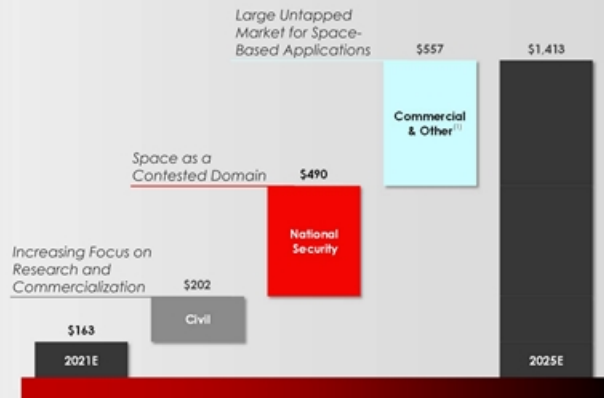 Large Untapped
Market for Space-
Based Applications
$557
$1,413
Commercial
& Other(1)
Space as a
Contested Domain
$490
National
Security
Increasing Focus on
Research and
Commercialization
$202
Civil
$163
2021E
2025E